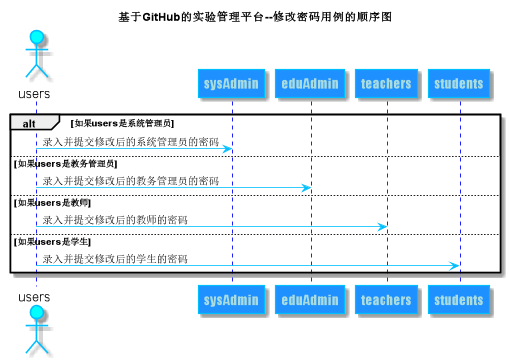 基于GitHub的实验管理平台--修改密码用例的顺序图
users
sysAdmin eduAdmin teachers students
alt [如果users是系统管理员]
录入并提交修改后的系统管理员的密码
[如果users是教务管理员]
录入并提交修改后的教务管理员的密码
[如果users是教师]
录入并提交修改后的教师的密码
[如果users是学生]
录入并提交修改后的学生的密码
users
sysAdmin eduAdmin teachers students